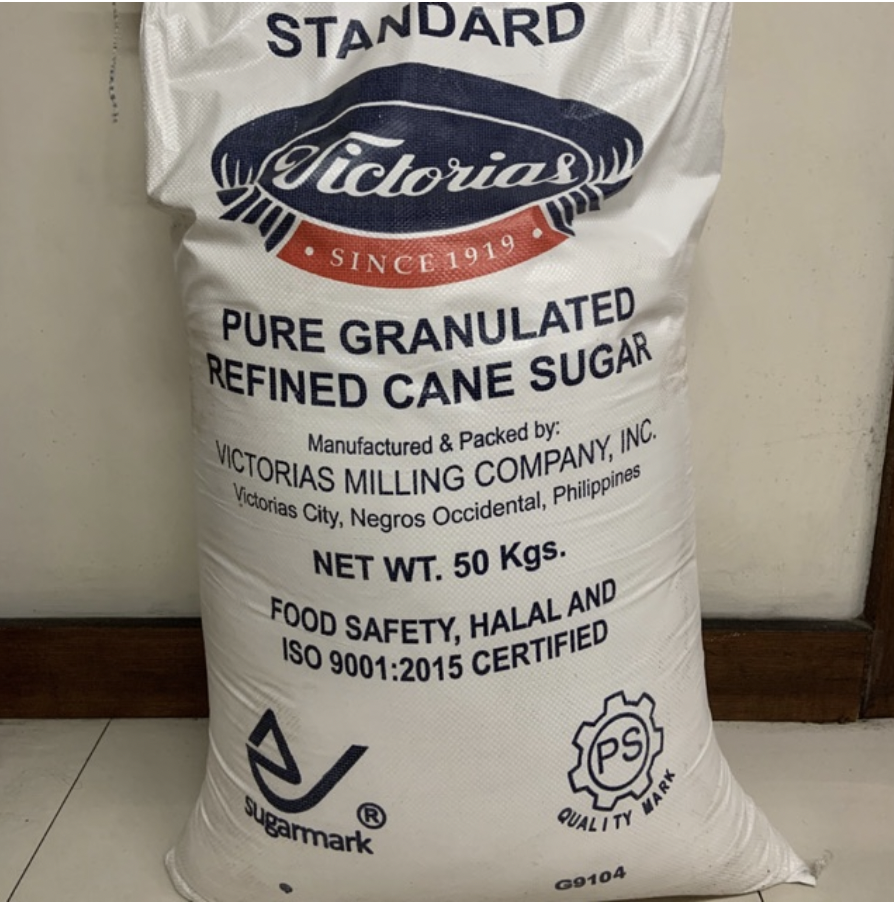 STANDARD
Victorias
• SINCE 1919 •
PURE GRANULATED
REFINED CANE SUGAR
Manufactured & Packed by:
VICTORIAS MILLING COMPANY, INC.
Victorias City, Negros Occidental, Philippines
NET WT. 50 Kgs.
FOOD SAFETY, HALAL AND
ISO 9001:2015 CERTIFIED
sugarmark ®
PS
QUALITY MARK
G9104